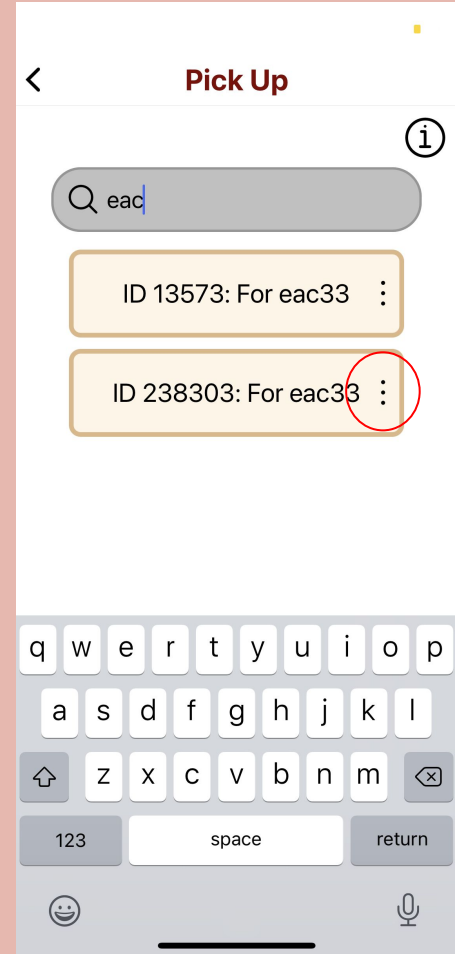 Pick Up
i
eac
ID 13573: For eac33
ID 238303: For eac33
q w e r t y u i o p
a s d f g h j k l
z x c v b n m
123 space return